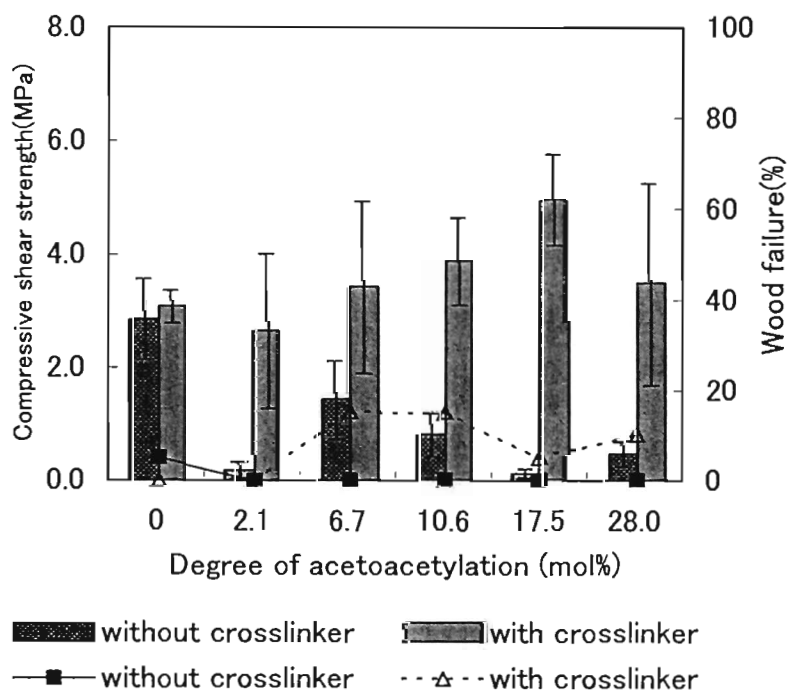 8.0
6.0
4.0
2.0
0.0
Compressive shear strength(MPa)
100
80
60
40
20
0
Wood failure(%)
0 2.1 6.7 10.6 17.5 28.0
Degree of acetoacetylation (mol%)
without crosslinker with crosslinker
without crosslinker with crosslinker